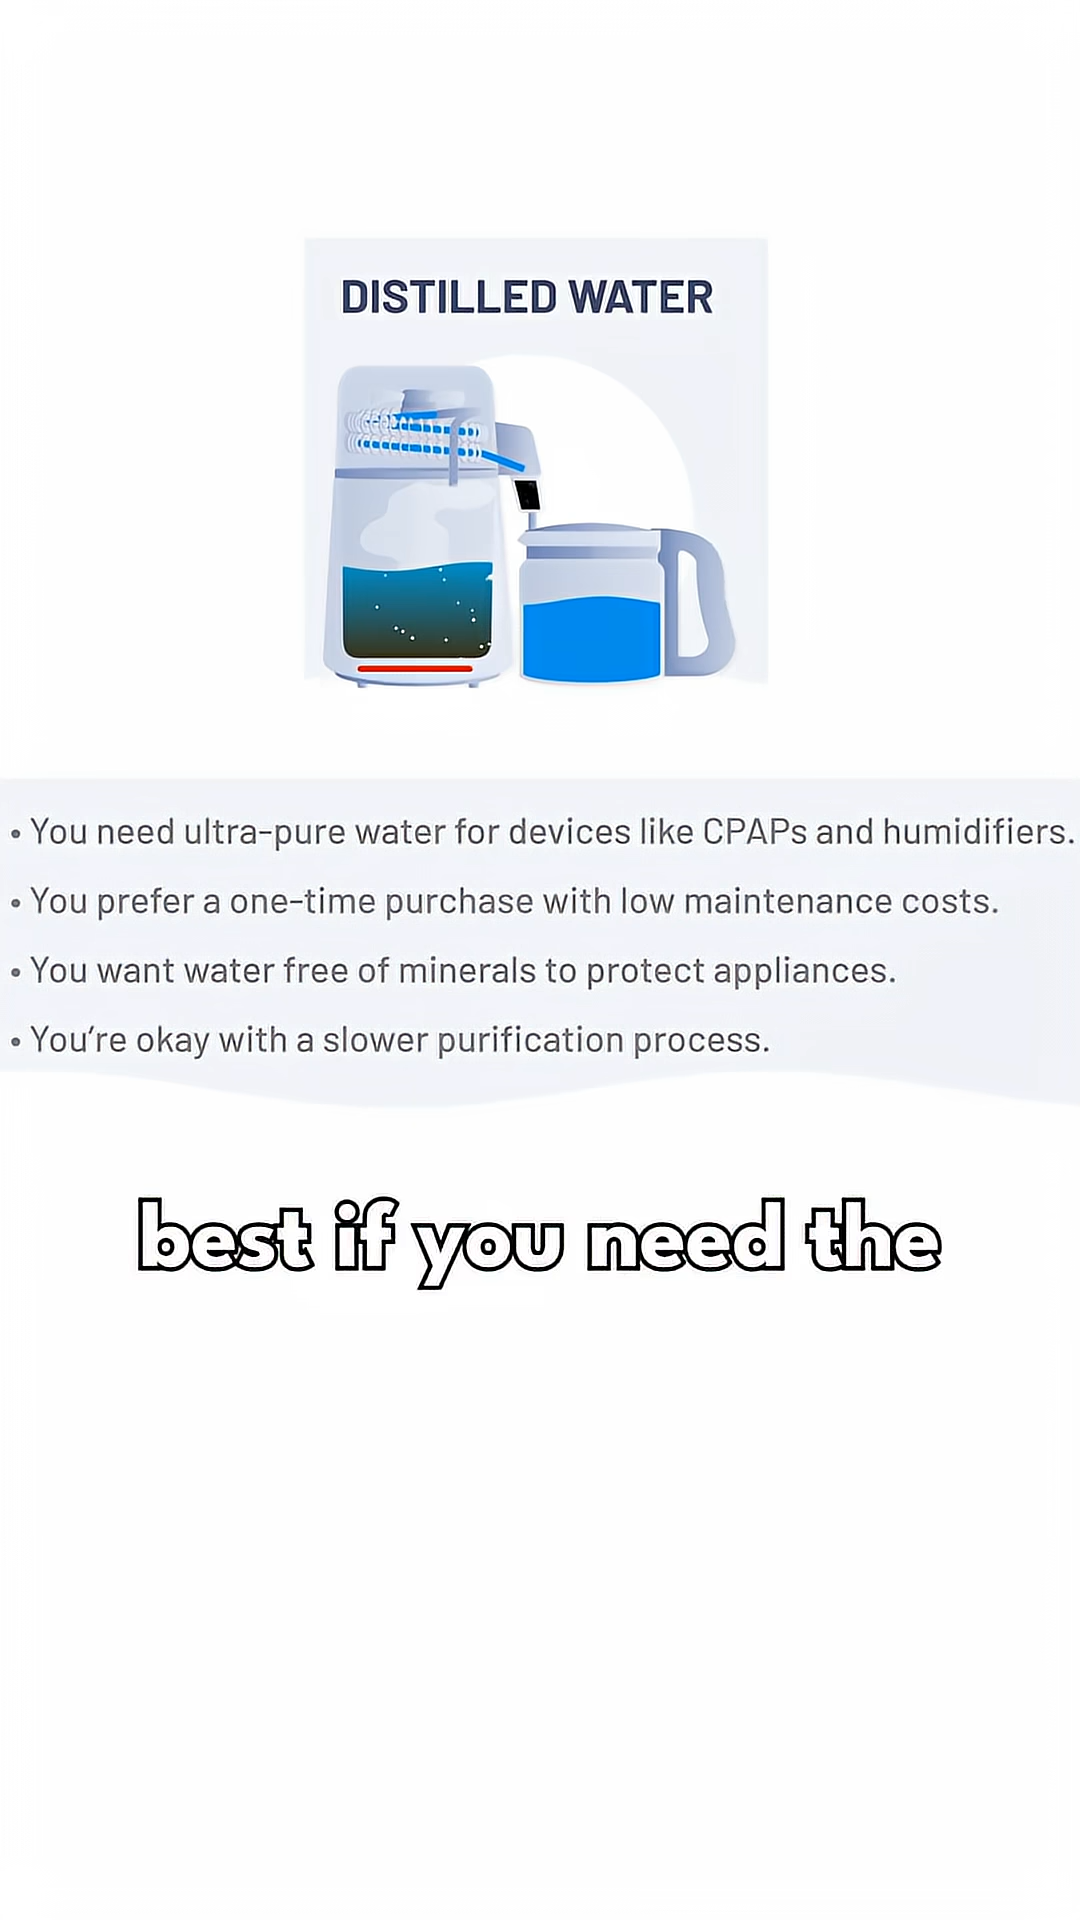 DISTILLED WATER
• You need ultra-pure water for devices like CPAPs and humidifiers.
• You prefer a one-time purchase with low maintenance costs.
• You want water free of minerals to protect appliances.
• You’re okay with a slower purification process.
best if you need the